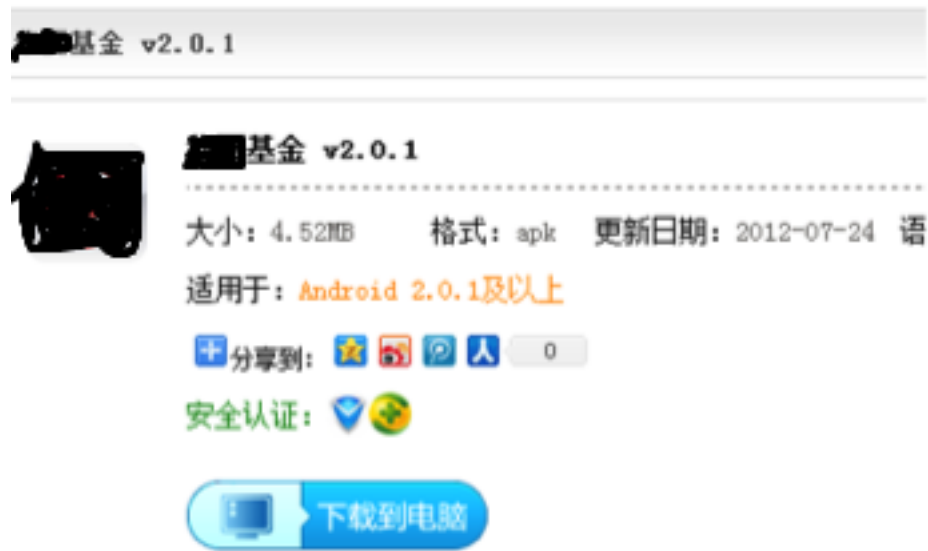 基金 v2.0.1
基金 v2.0.1
大小：4.52MB 格式：apk 更新日期：2012-07-24 语
适用于：Android 2.0.1及以上
分享到： 0
安全认证：
下载到电脑